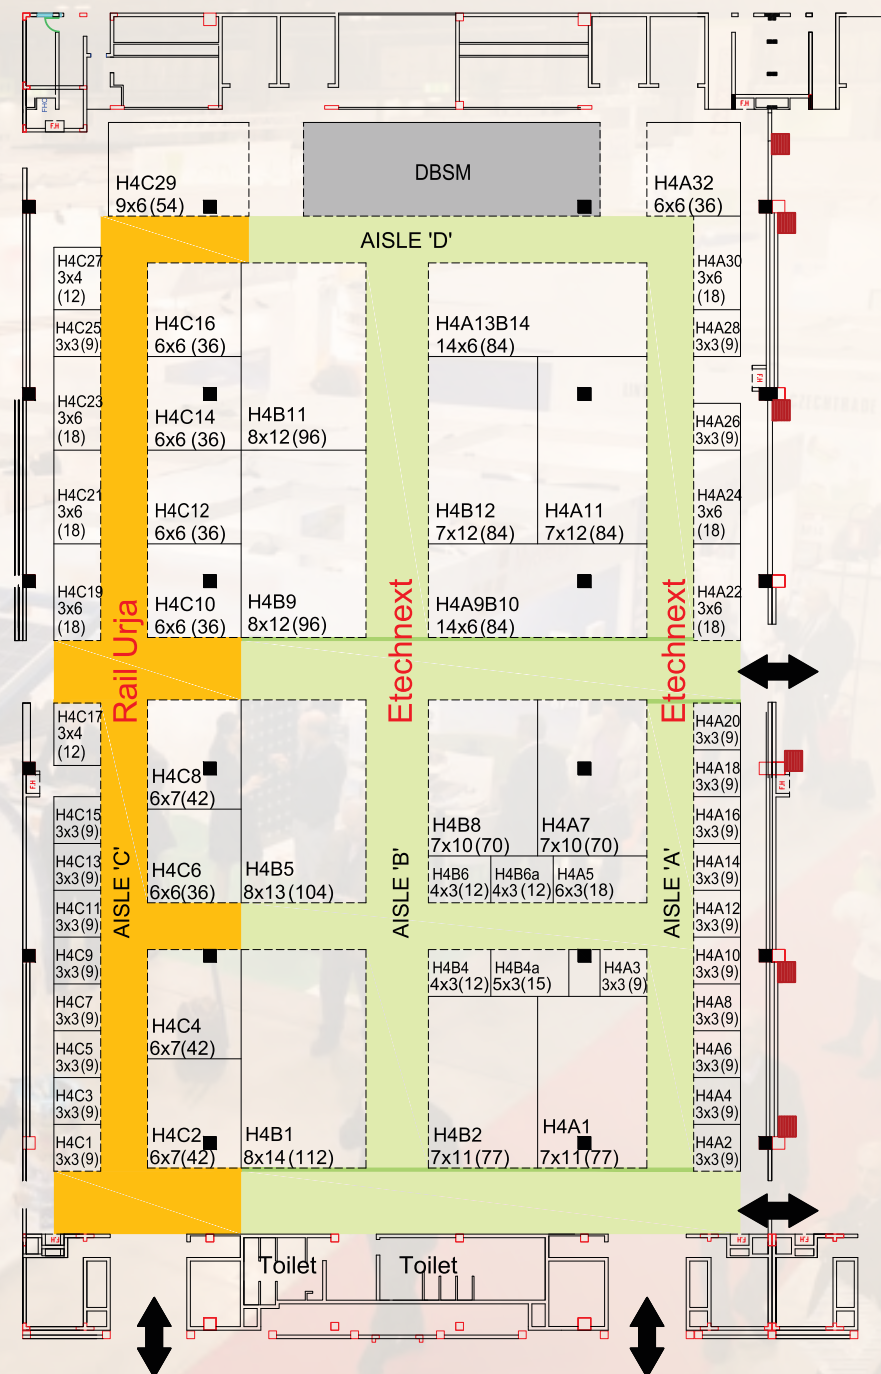 FHC
F.H
F.H
DBSM
H4C29
9x6(54)
H4A32
6x6(36)
AISLE 'D'
H4C27
3x4
(12)
H4A30
3x6
(18)
H4C25
3x3(9)
H4C16
6x6(36)
H4A13B14
14x6(84)
H4A28
3x3(9)
F.H
H4C23
3x6
(18)
H4C14
6x6(36)
H4B11
8x12(96)
H4A26
3x3(9)
H4C21
3x6
(18)
H4C12
6x6(36)
H4B12
7x12(84)
H4A11
7x12(84)
H4A24
3x6
(18)
H4C19
3x6
(18)
H4C10
6x6(36)
H4B9
8x12(96)
H4A9B10
14x6(84)
H4A22
3x6
(18)
Rail Urja
Etechnext
Etechnext
H4C17
3x4
(12)
H4A20
3x3(9)
F.H
H4C8
6x7(42)
H4A18
3x3(9)
F.H
H4C15
3x3(9)
H4B8
7x10(70)
H4A7
7x10(70)
H4A16
3x3(9)
H4C13
3x3(9)
H4C6
6x6(36)
H4B5
8x13(104)
H4B6
4x3(12)
H4B6a
4x3(12)
H4A5
6x3(18)
H4A14
3x3(9)
AISLE 'C'
AISLE 'B'
AISLE 'A'
H4C11
3x3(9)
H4A12
3x3(9)
H4C9
3x3(9)
H4B4
4x3(12)
H4B4a
5x3(15)
H4A3
3x3(9)
H4A10
3x3(9)
H4C7
3x3(9)
H4C4
6x7(42)
H4A8
3x3(9)
H4C5
3x3(9)
H4A6
3x3(9)
H4C3
3x3(9)
H4A4
3x3(9)
H4C1
3x3(9)
H4C2
6x7(42)
H4B1
8x14(112)
H4B2
7x11(77)
H4A1
7x11(77)
H4A2
3x3(9)
F.H
F.H
F.H
Toilet
Toilet